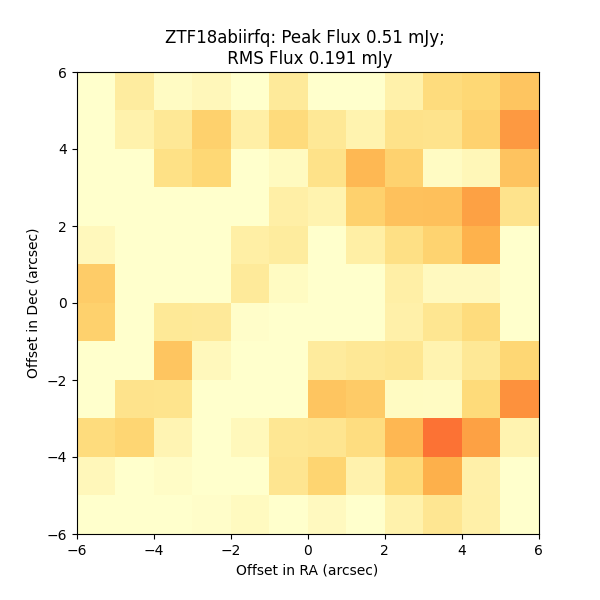 ZTF18abiirfq: Peak Flux 0.51 mJy;
RMS Flux 0.191 mJy
6
4
2
0
−2
−4
−6
Offset in Dec (arcsec)
−6 −4 −2 0 2 4 6
Offset in RA (arcsec)